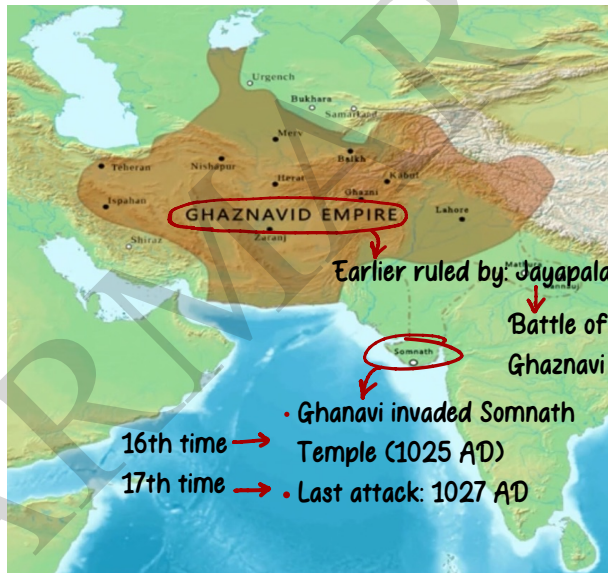 Urgench
Bukhara
Samarkand
Merv
Teheran
Nishapur
Balkh
Herat
Kabul
Ghazni
Ispahan
GHAZNAVID EMPIRE
Lahore
Shiraz
Zaranj
Earlier ruled by: Jayapala
Battle of
Ghaznavi
Somnath
• Ghanavi invaded Somnath
16th time → Temple (1025 AD)
17th time → • Last attack: 1027 AD